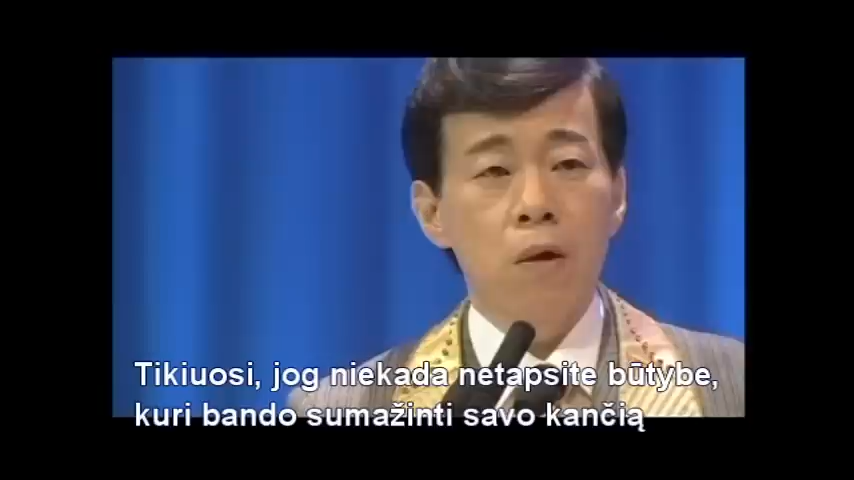 Tikiuosi, jog niekada netapsite būtybe,
kuri bando sumažinti savo kančią